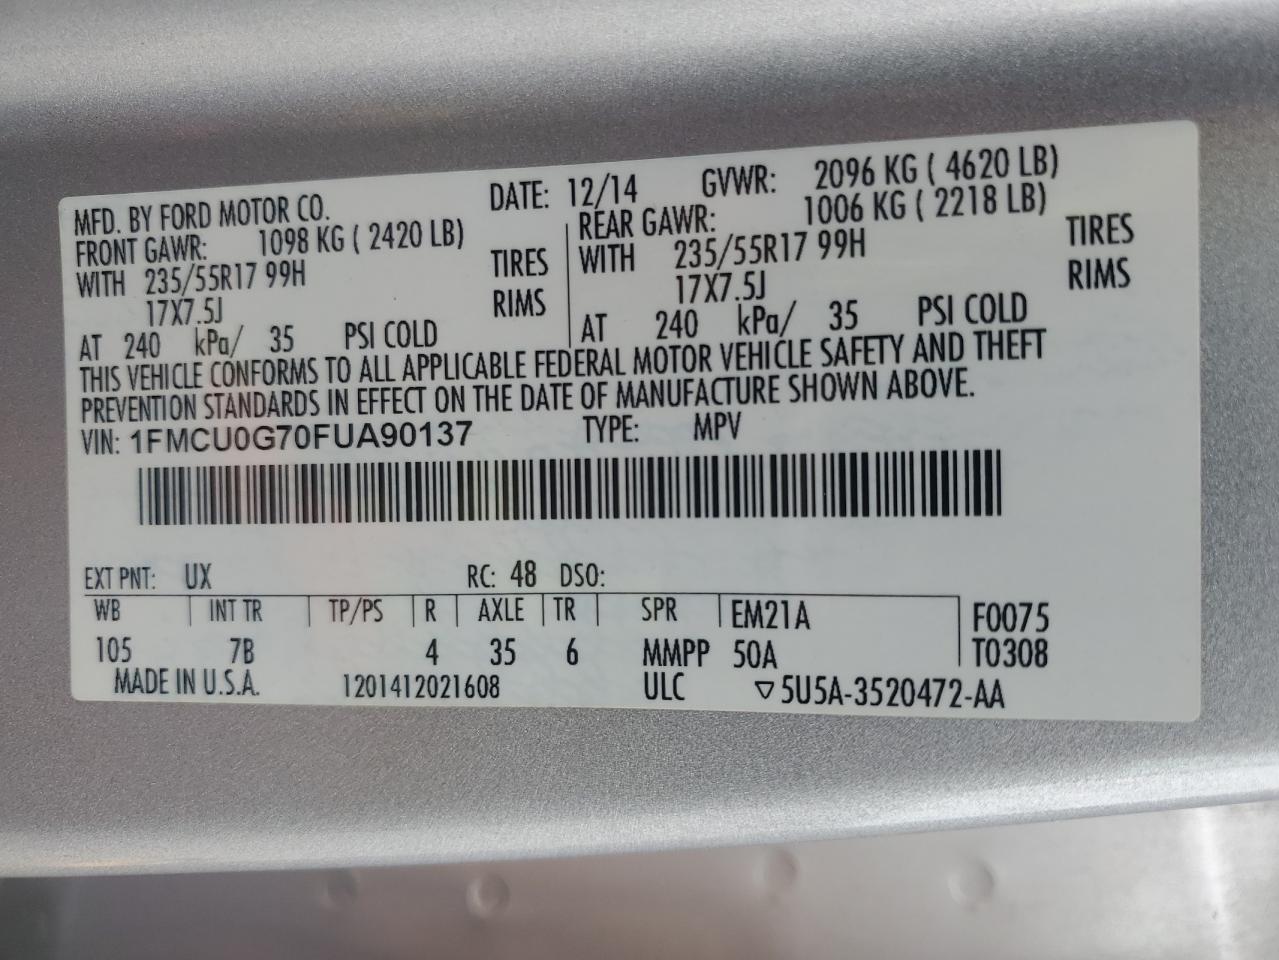 MFD. BY FORD MOTOR CO. DATE: 12/14 GVWR: 2096 KG ( 4620 LB)
FRONT GAWR: 1098 KG ( 2420 LB) REAR GAWR: 1006 KG ( 2218 LB)
WITH 235/55R17 99H TIRES WITH 235/55R17 99H TIRES
17X7.5J RIMS 17X7.5J RIMS
AT 240 kPa/ 35 PSI COLD AT 240 kPa/ 35 PSI COLD
THIS VEHICLE CONFORMS TO ALL APPLICABLE FEDERAL MOTOR VEHICLE SAFETY AND THEFT
PREVENTION STANDARDS IN EFFECT ON THE DATE OF MANUFACTURE SHOWN ABOVE.
VIN: 1FMCU0G70FUA90137 TYPE: MPV
EXT PNT: UX RC: 48 DSO:
WB INT TR TP/PS R AXLE TR SPR EM21A F0075
105 7B 4 35 6 MMPP 50A T0308
MADE IN U.S.A. 1201412021608 ULC ▽5U5A-3520472-AA